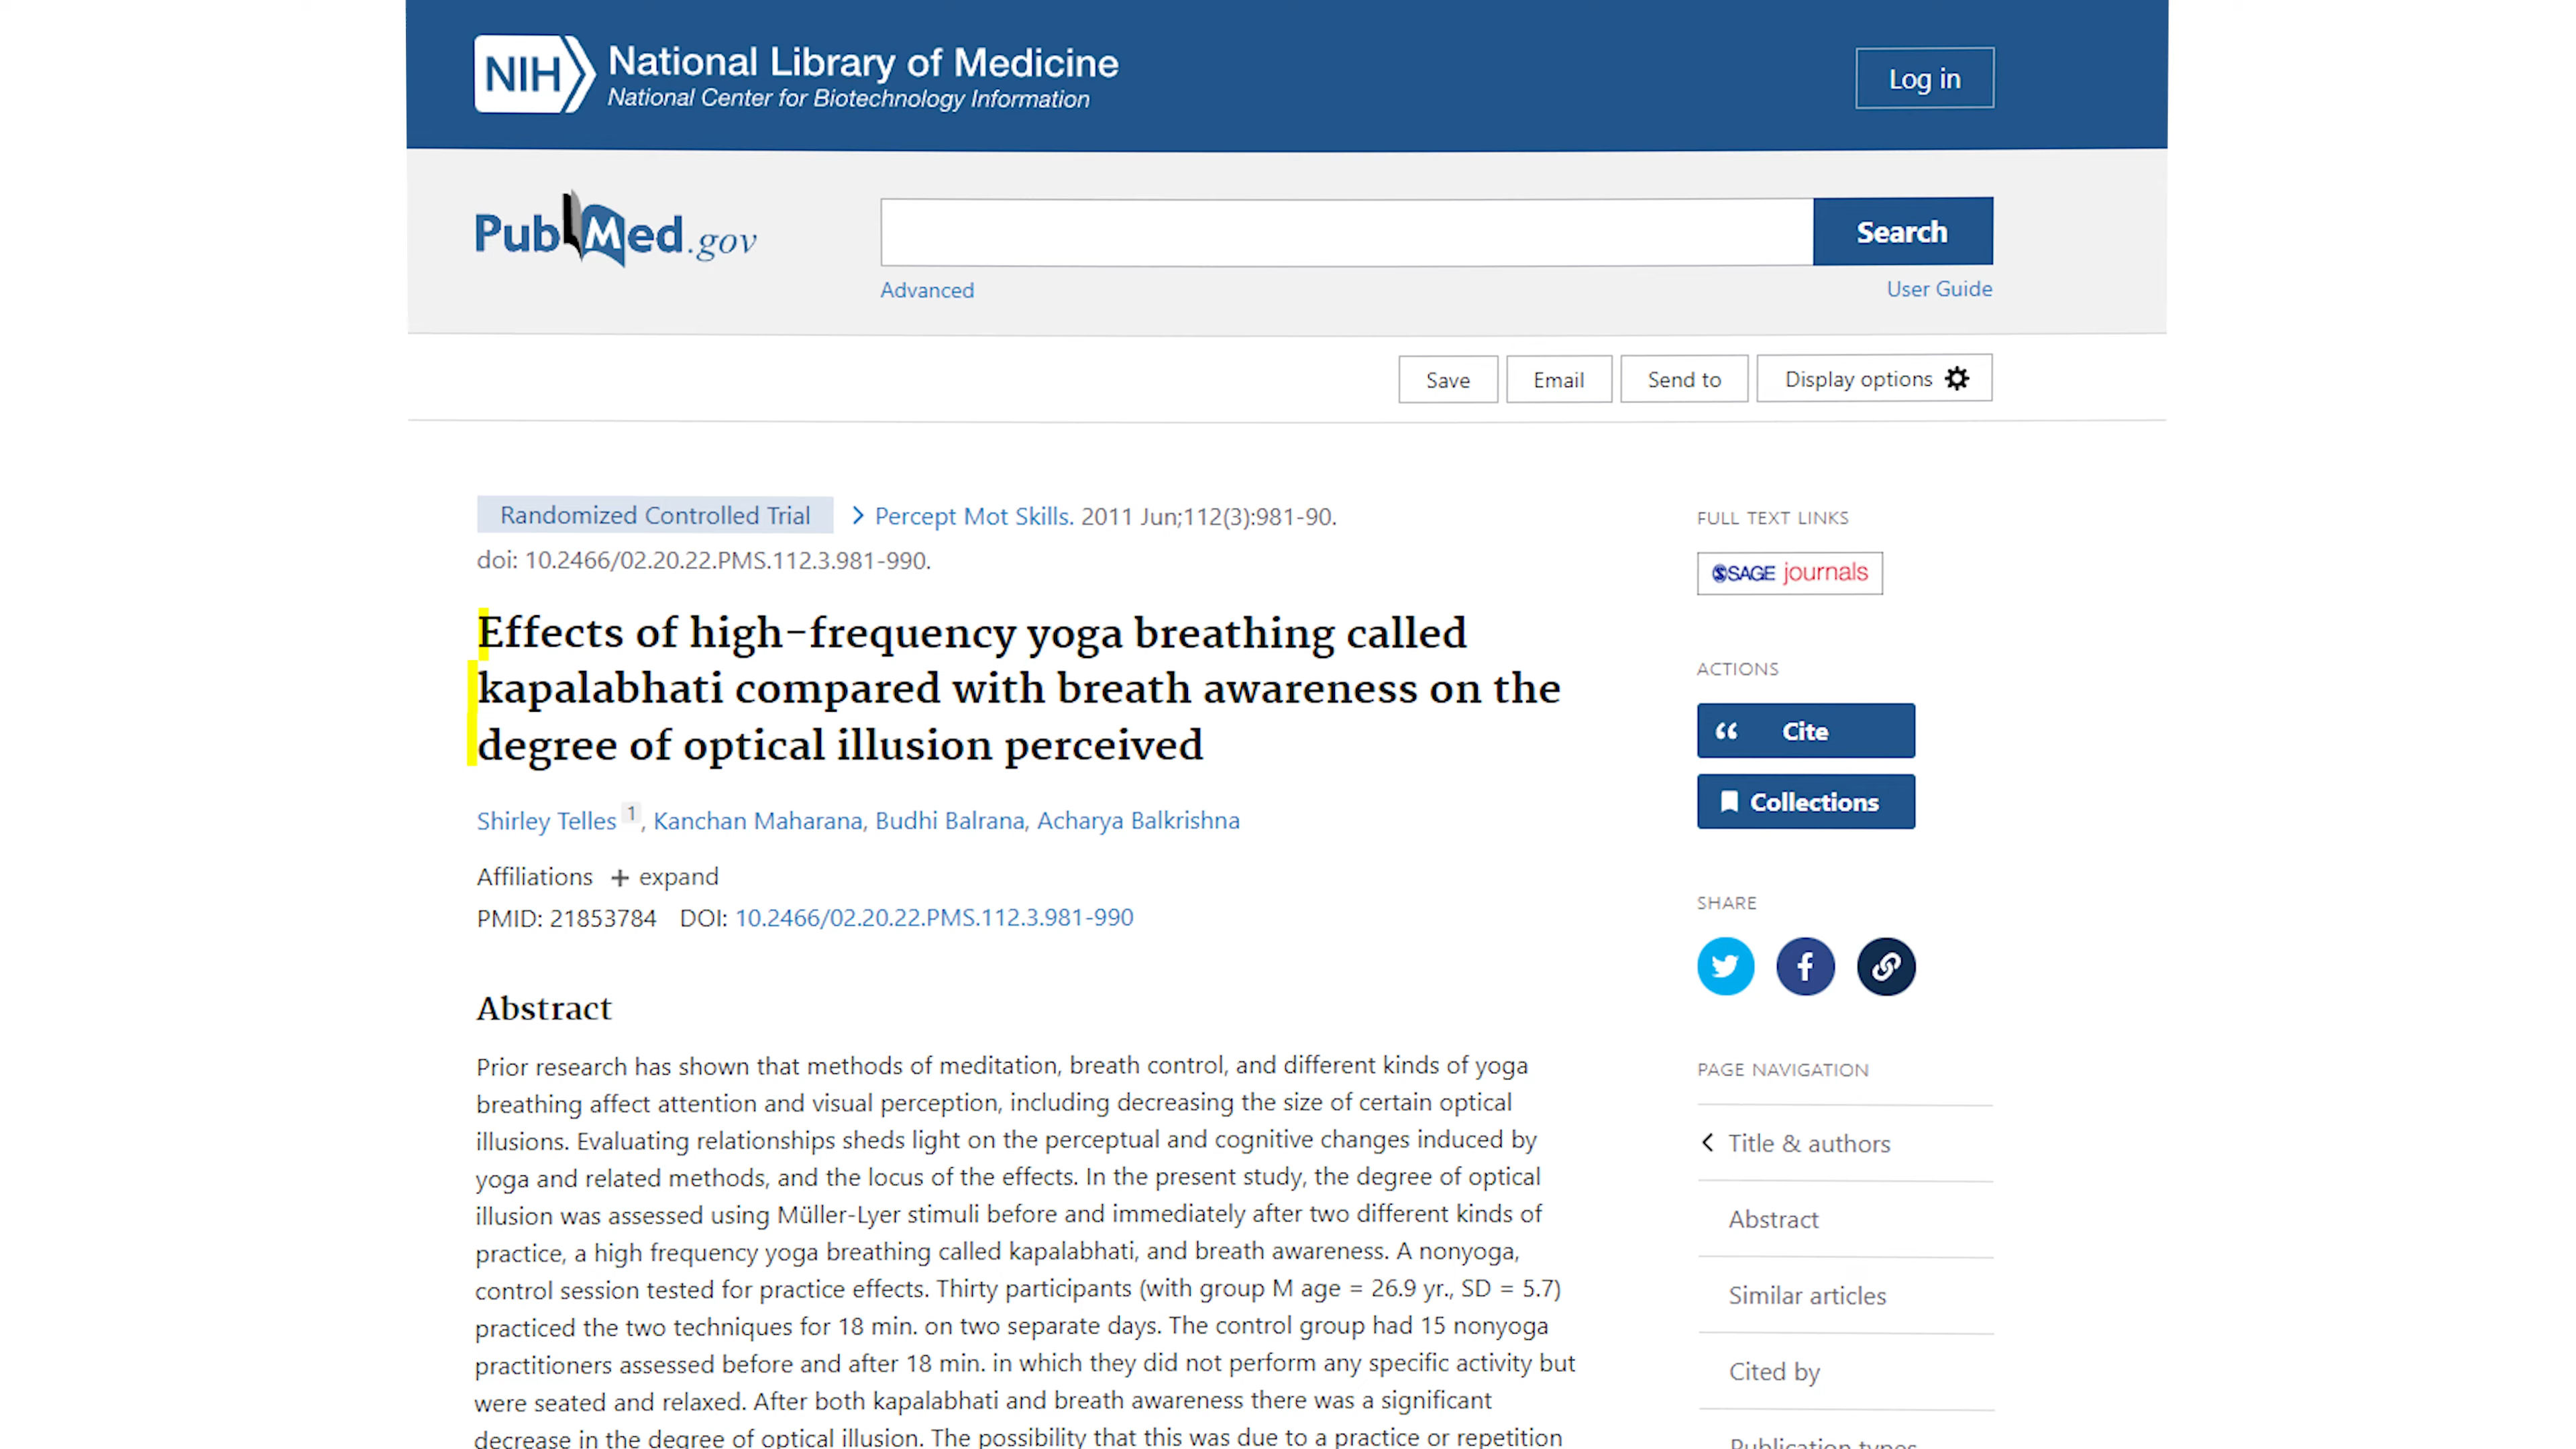 NIH National Library of Medicine
National Center for Biotechnology Information
Log in
PubMed.gov
Search
Advanced
User Guide
Save
Email
Send to
Display options
Randomized Controlled Trial > Percept Mot Skills. 2011 Jun;112(3):981-90.
doi: 10.2466/02.20.22.PMS.112.3.981-990.
Effects of high-frequency yoga breathing called
kapalabhati compared with breath awareness on the
degree of optical illusion perceived
Shirley Telles 1, Kanchan Maharana, Budhi Balrana, Acharya Balkrishna
Affiliations + expand
PMID: 21853784 DOI: 10.2466/02.20.22.PMS.112.3.981-990
Abstract
Prior research has shown that methods of meditation, breath control, and different kinds of yoga
breathing affect attention and visual perception, including decreasing the size of certain optical
illusions. Evaluating relationships sheds light on the perceptual and cognitive changes induced by
yoga and related methods, and the locus of the effects. In the present study, the degree of optical
illusion was assessed using Müller-Lyer stimuli before and immediately after two different kinds of
practice, a high frequency yoga breathing called kapalabhati, and breath awareness. A nonyoga,
control session tested for practice effects. Thirty participants (with group M age = 26.9 yr., SD = 5.7)
practiced the two techniques for 18 min. on two separate days. The control group had 15 nonyoga
practitioners assessed before and after 18 min. in which they did not perform any specific activity but
were seated and relaxed. After both kapalabhati and breath awareness there was a significant
decrease in the degree of optical illusion. The possibility that this was due to a practice or repetition
FULL TEXT LINKS
SAGE journals
ACTIONS
Cite
Collections
SHARE
PAGE NAVIGATION
Title & authors
Abstract
Similar articles
Cited by
Publication types